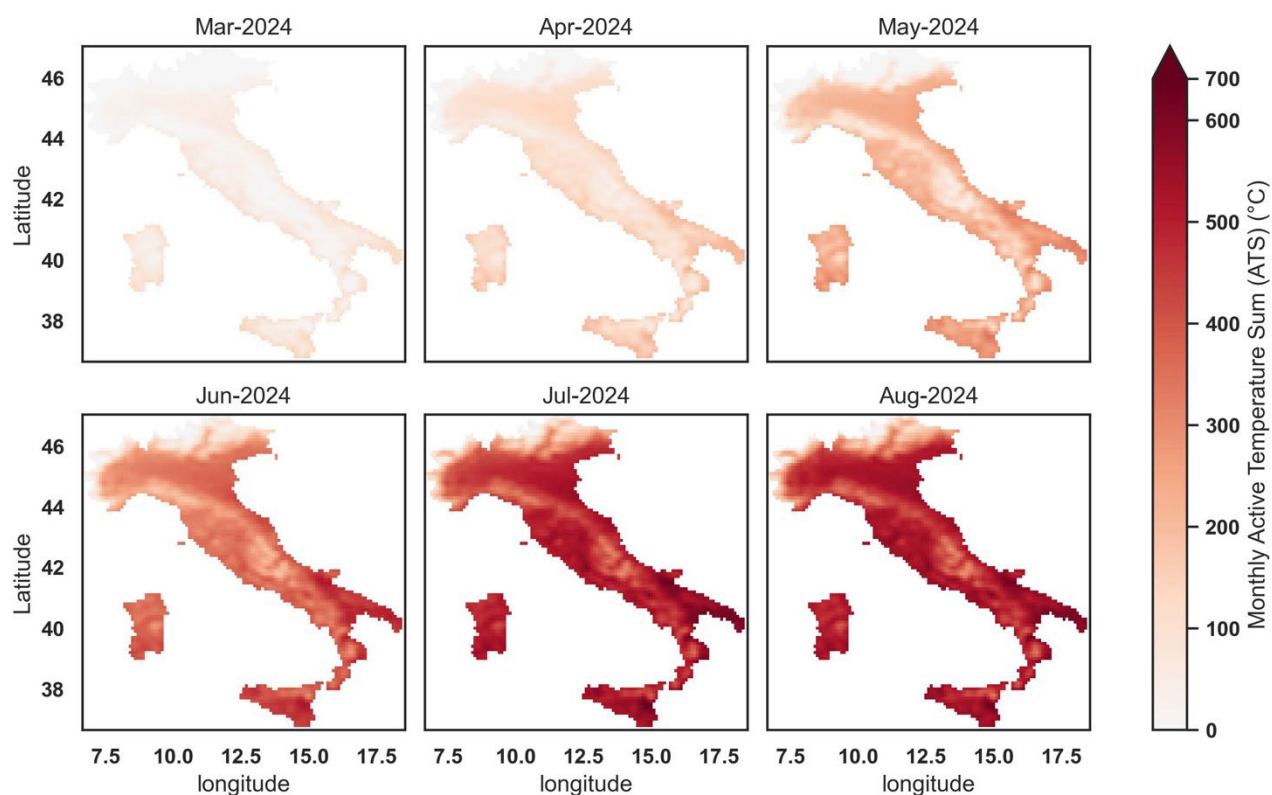 Mar-2024 Apr-2024 May-2024
46
44
42
40
38
Latitude
Jun-2024 Jul-2024 Aug-2024
46
44
42
40
38
Latitude
7.5 10.0 12.5 15.0 17.5 7.5 10.0 12.5 15.0 17.5 7.5 10.0 12.5 15.0 17.5
longitude longitude longitude
700
600
500
400
300
200
100
0
Monthly Active Temperature Sum (ATS) (°C)